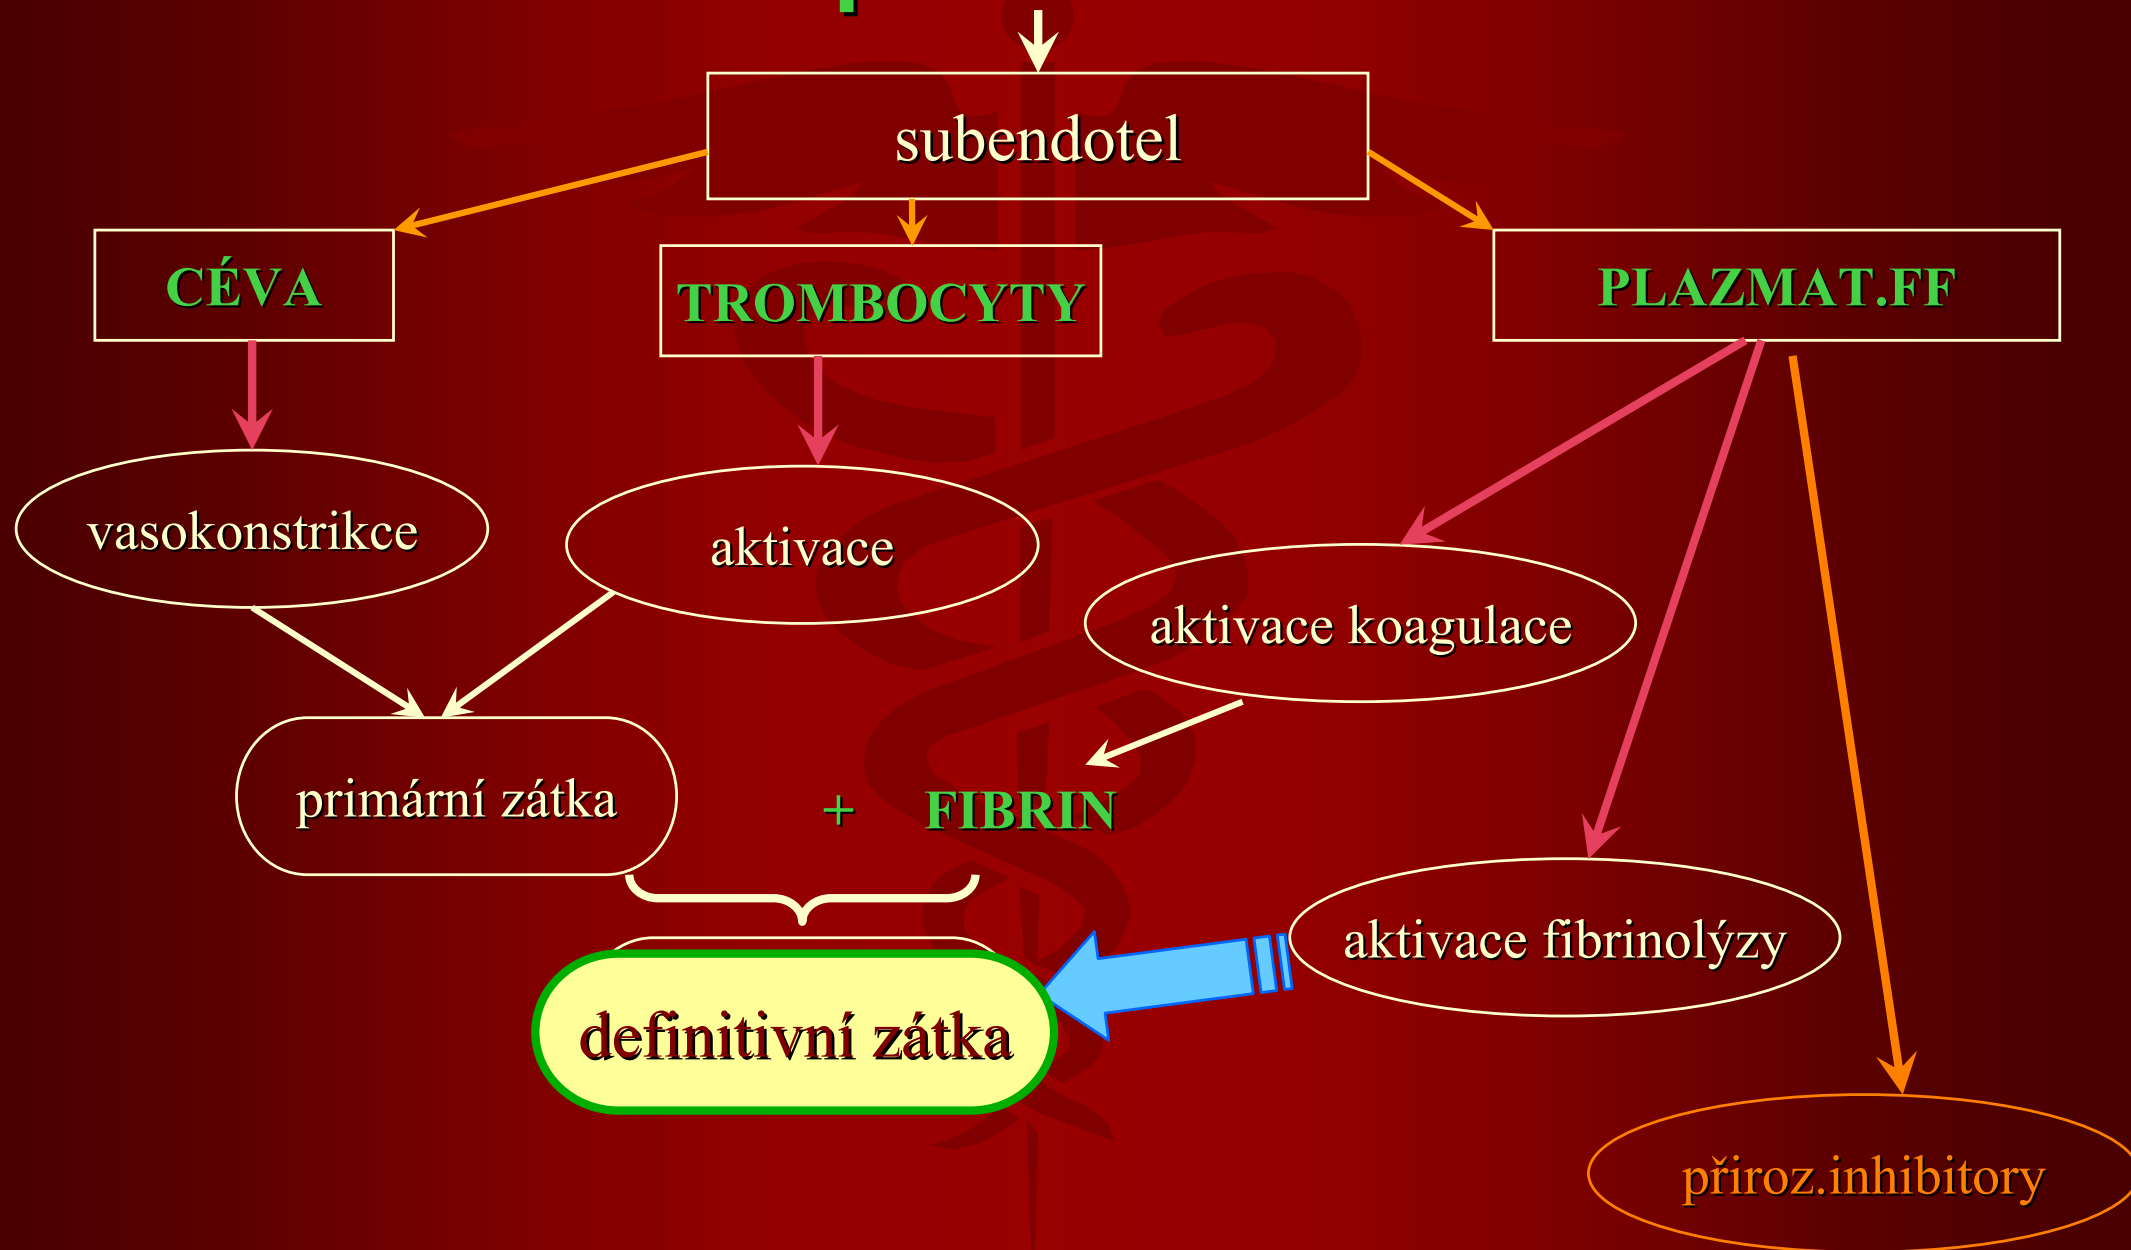 subendotel
CÉVA
TROMBOCYTY
PLAZMAT.FF
vasokonstrikce
aktivace
aktivace koagulace
primární zátka
+ FIBRIN
aktivace fibrinolýzy
definitivní zátka
přiroz.inhibitory